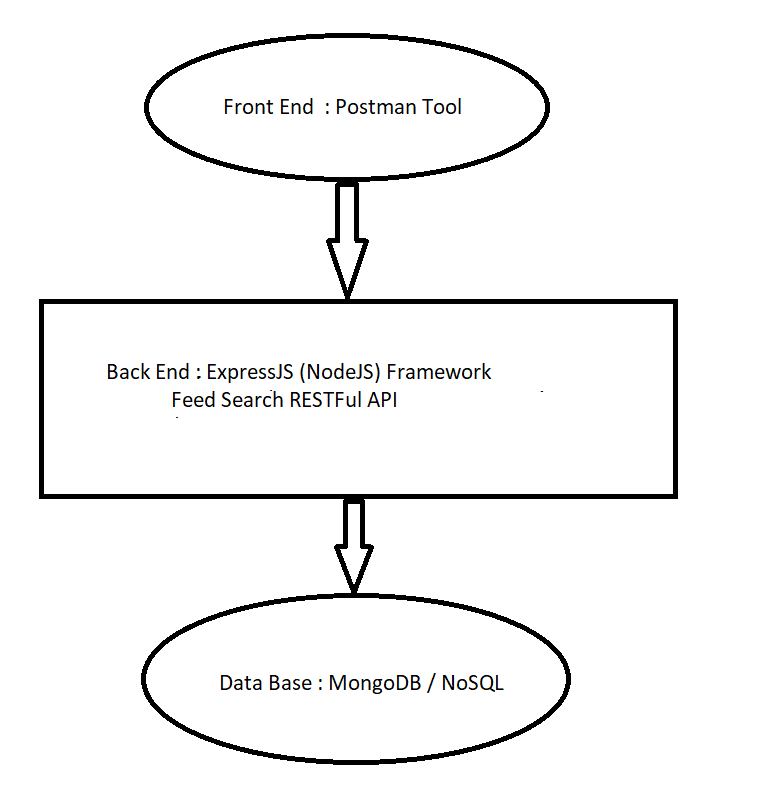 Front End : Postman Tool
Back End : ExpressJS (NodeJS) Framework
Feed Search RESTFul API
Data Base : MongoDB / NoSQL